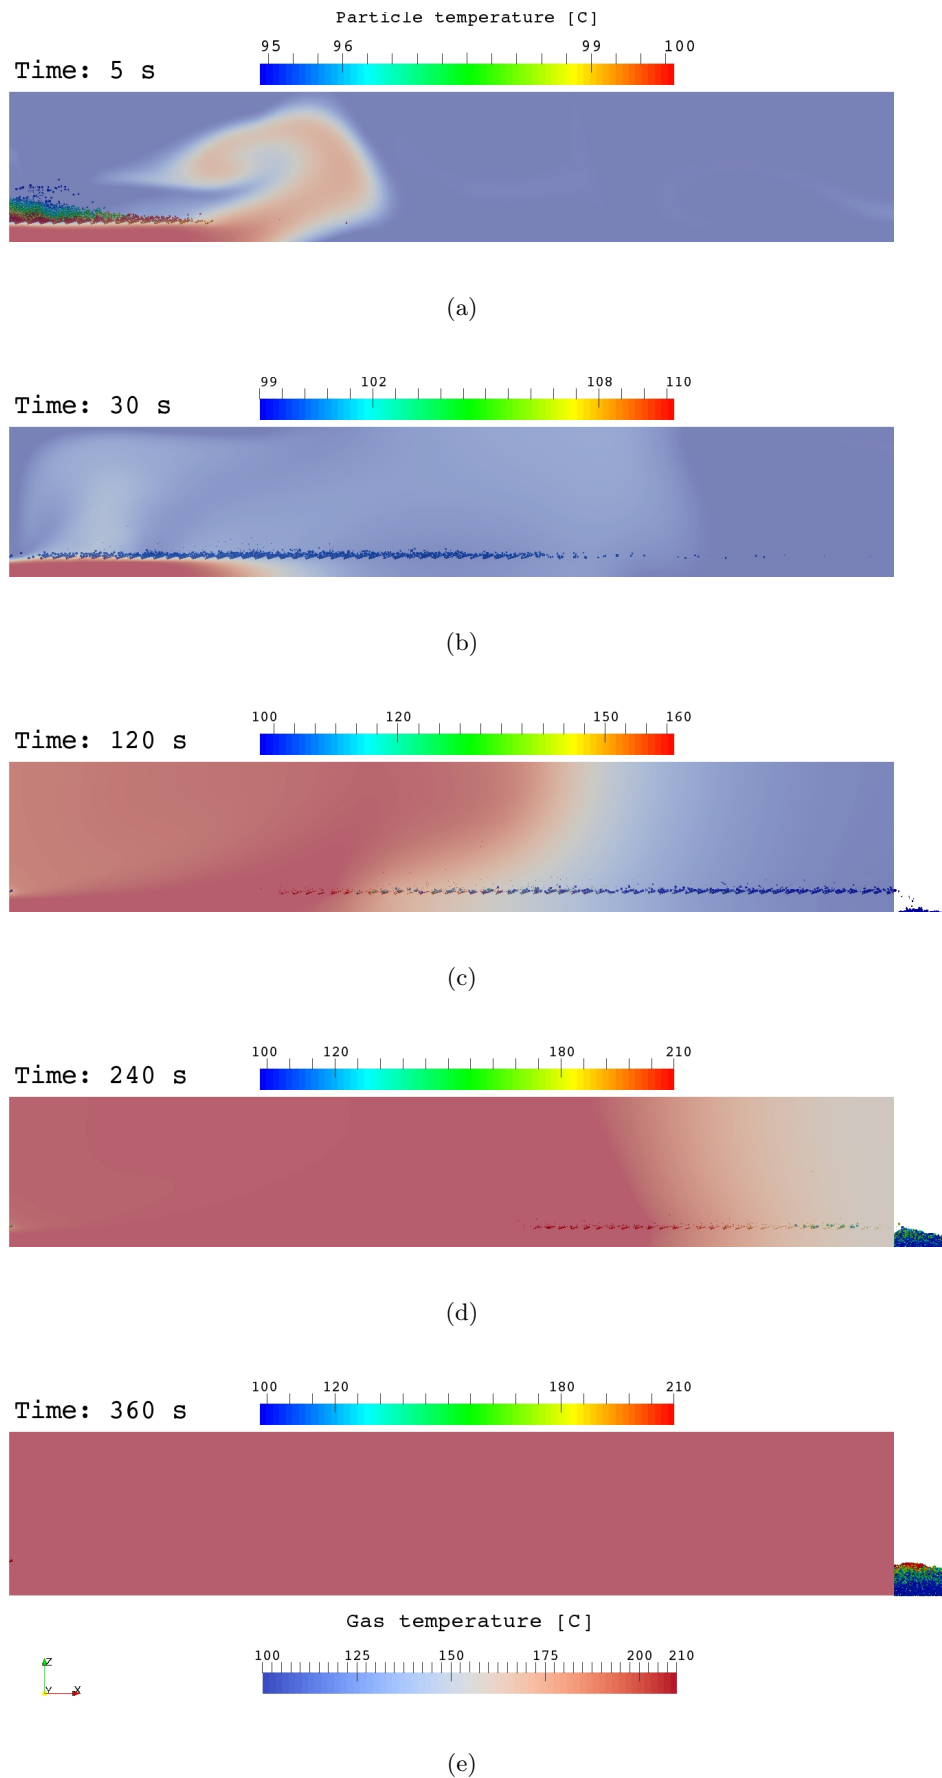 Particle temperature [C]
95 96 99 100
Time: 5 s
(a)
99 102 108 110
Time: 30 s
(b)
100 120 150 160
Time: 120 s
(c)
100 120 180 210
Time: 240 s
(d)
100 120 180 210
Time: 360 s
Gas temperature [C]
100 125 150 175 200 210
Z
Y X
(e)